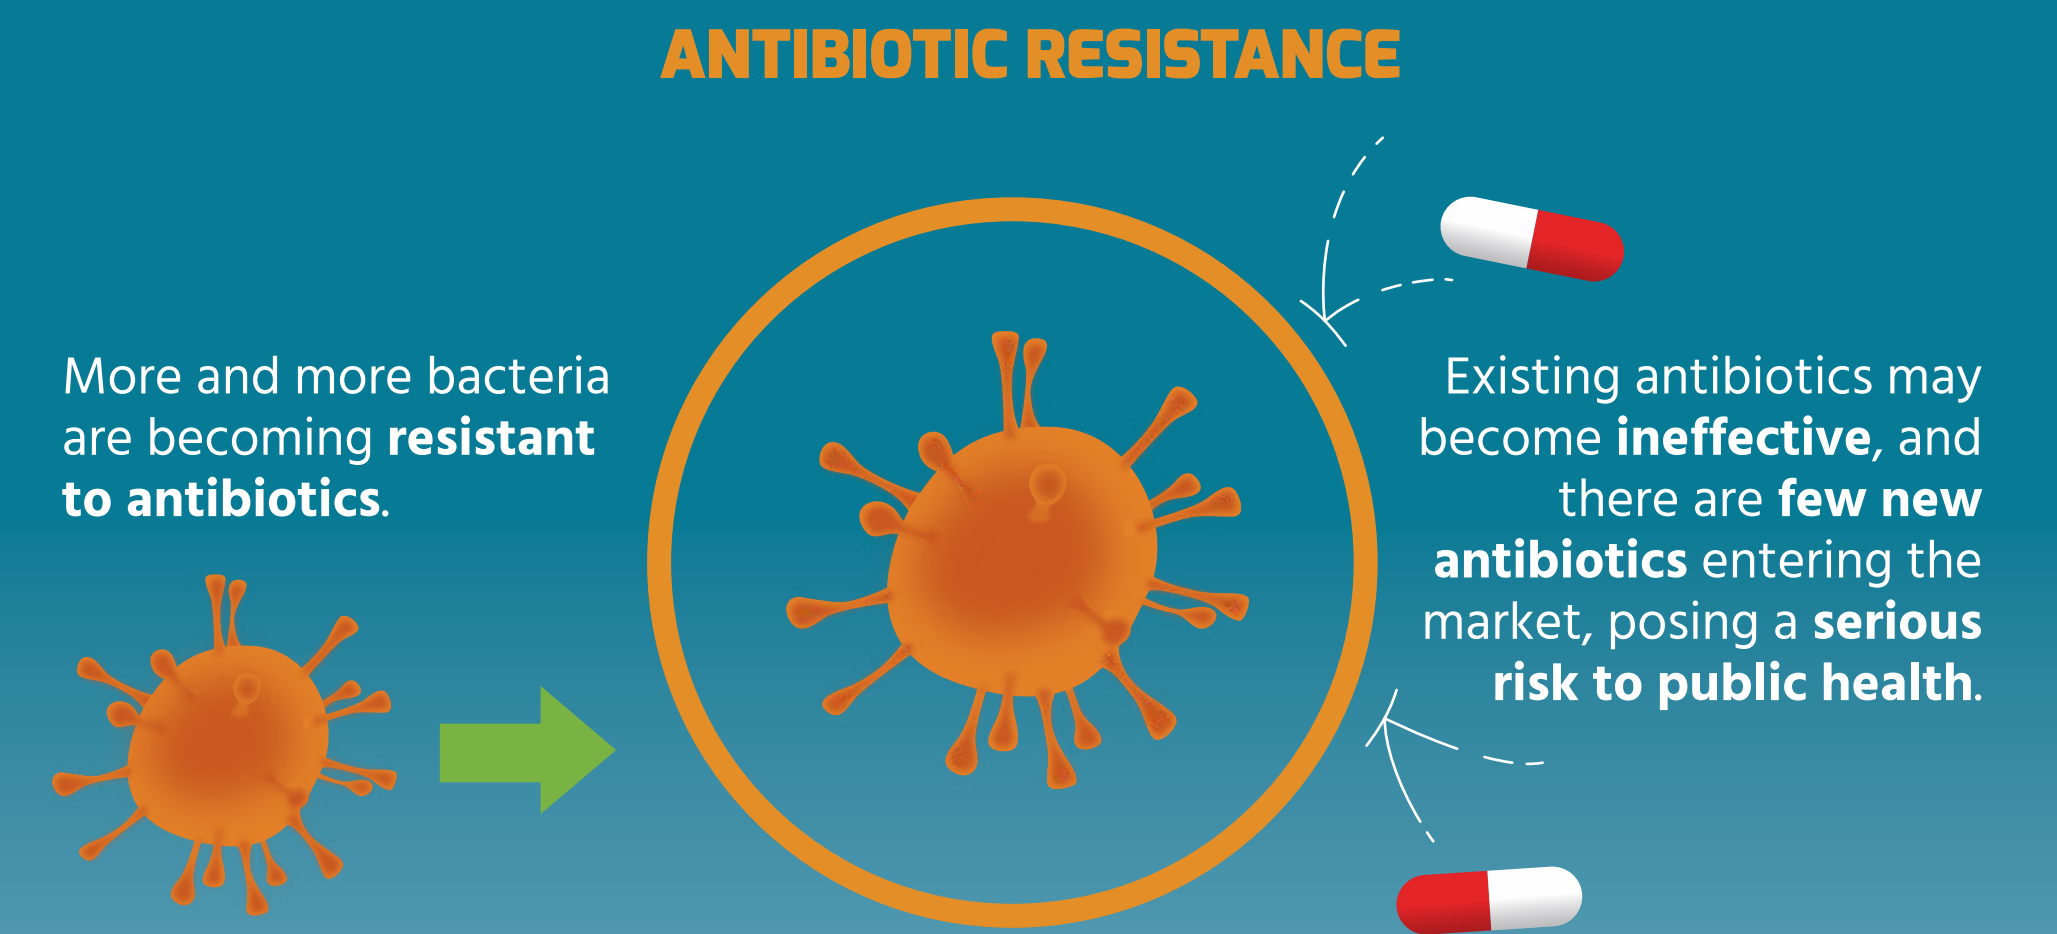 ANTIBIOTIC RESISTANCE
More and more bacteria
are becoming resistant
to antibiotics.
Existing antibiotics may
become ineffective, and
there are few new
antibiotics entering the
market, posing a serious
risk to public health.